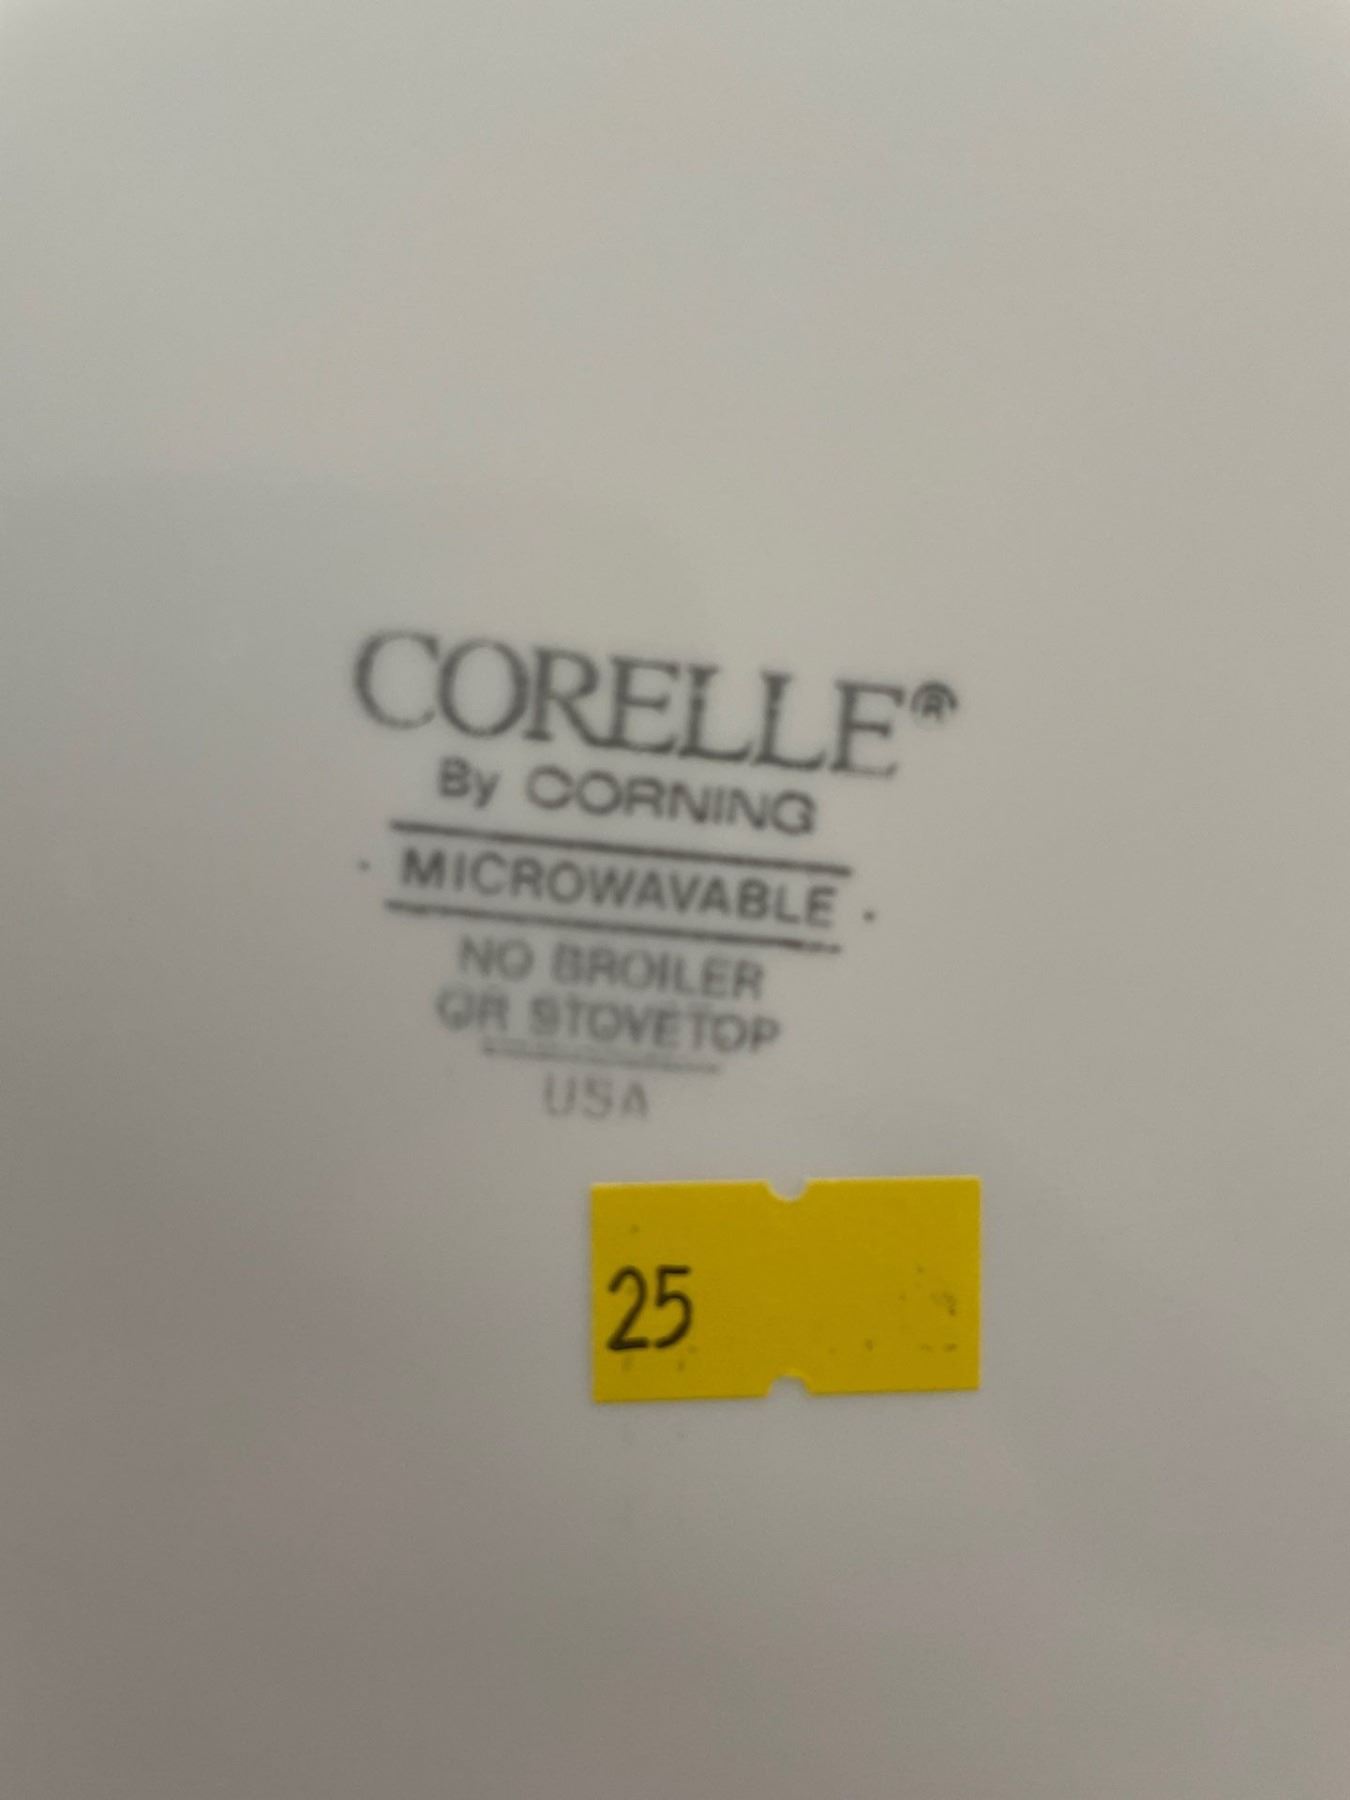 CORELLE®
By CORNING
· MICROWAVABLE ·
NO BROILER
OR STOVETOP
USA
25